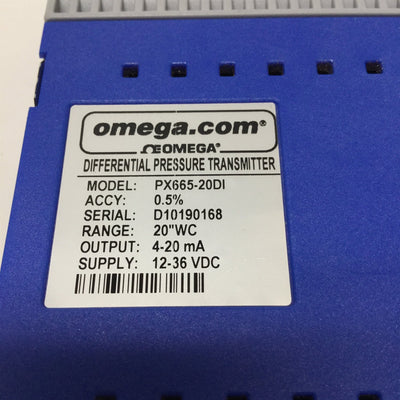 omega.com®
ΩEOMEGA®
DIFFERENTIAL PRESSURE TRANSMITTER
MODEL: PX665-20DI
ACCY: 0.5%
SERIAL: D10190168
RANGE: 20"WC
OUTPUT: 4-20 mA
SUPPLY: 12-36 VDC